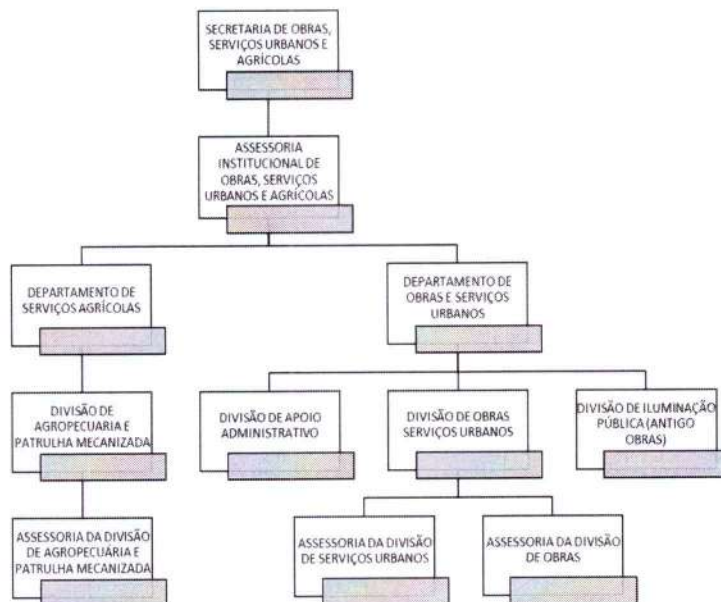 SECRETARIA DE OBRAS,
SERVIÇOS URBANOS E
AGRÍCOLAS
ASSESSORIA
INSTITUCIONAL DE
OBRAS, SERVIÇOS
URBANOS E AGRÍCOLAS
DEPARTAMENTO DE
SERVIÇOS AGRÍCOLAS
DEPARTAMENTO DE
OBRAS E SERVIÇOS
URBANOS
DIVISÃO DE
AGROPECUARIA E
PATRULHA MECANIZADA
DIVISÃO DE APOIO
ADMINISTRATIVO
DIVISÃO DE OBRAS
SERVIÇOS URBANOS
DIVISÃO DE ILUMINAÇÃO
PÚBLICA (ANTIGO
OBRAS)
ASSESSORIA DA DIVISÃO
DE AGROPECUÁRIA E
PATRULHA MECANIZADA
ASSESSORIA DA DIVISÃO
DE SERVIÇOS URBANOS
ASSESSORIA DA DIVISÃO
DE OBRAS